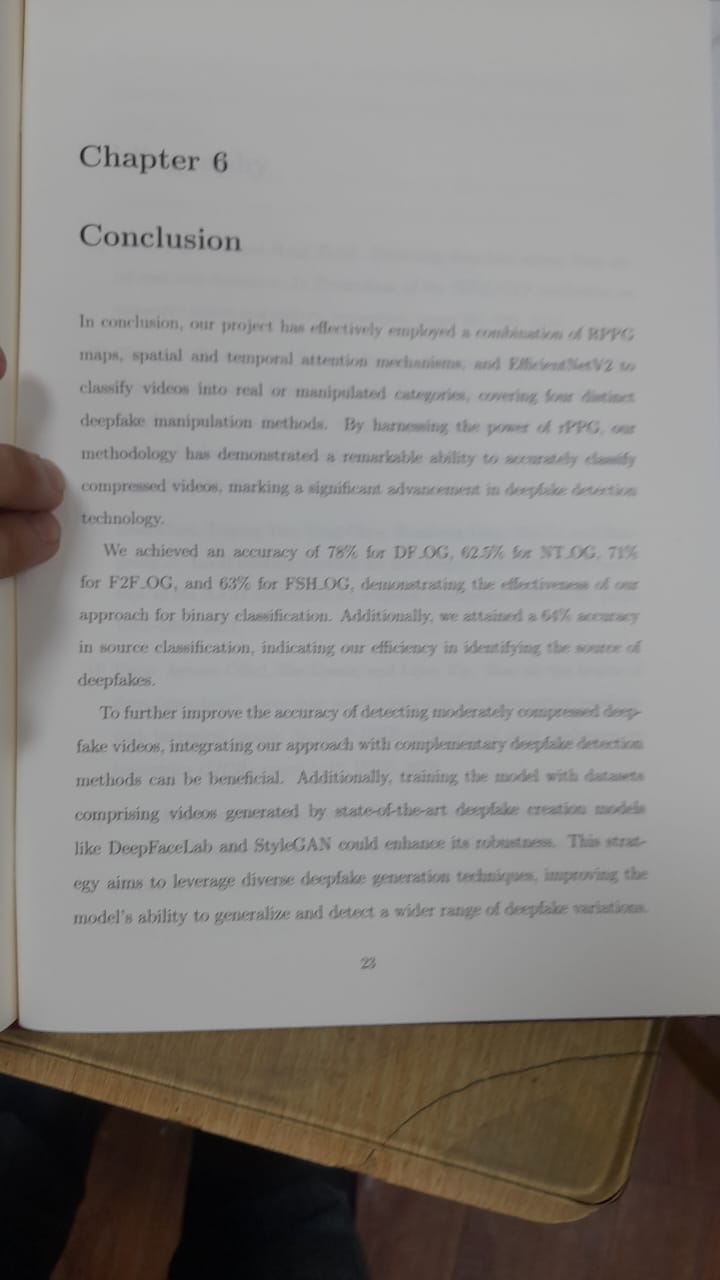 Chapter 6
Conclusion
In conclusion, our project has effectively employed a combination of RPPG
maps, spatial and temporal attention mechanisms, and EfficientNetV2 to
classify videos into real or manipulated categories, covering four distinct
deepfake manipulation methods. By harnessing the power of rPPG, our
methodology has demonstrated a remarkable ability to accurately classify
compressed videos, marking a significant advancement in deepfake detection
technology.
We achieved an accuracy of 78% for DF_OG, 62.5% for NT_OG, 71%
for F2F_OG, and 63% for FSH_OG, demonstrating the effectiveness of our
approach for binary classification. Additionally, we attained a 64% accuracy
in source classification, indicating our efficiency in identifying the source of
deepfakes.
To further improve the accuracy of detecting moderately compressed deep-
fake videos, integrating our approach with complementary deepfake detection
methods can be beneficial. Additionally, training the model with datasets
comprising videos generated by state-of-the-art deepfake creation models
like DeepFaceLab and StyleGAN could enhance its robustness. This strat-
egy aims to leverage diverse deepfake generation techniques, improving the
model's ability to generalize and detect a wider range of deepfake variations.
23